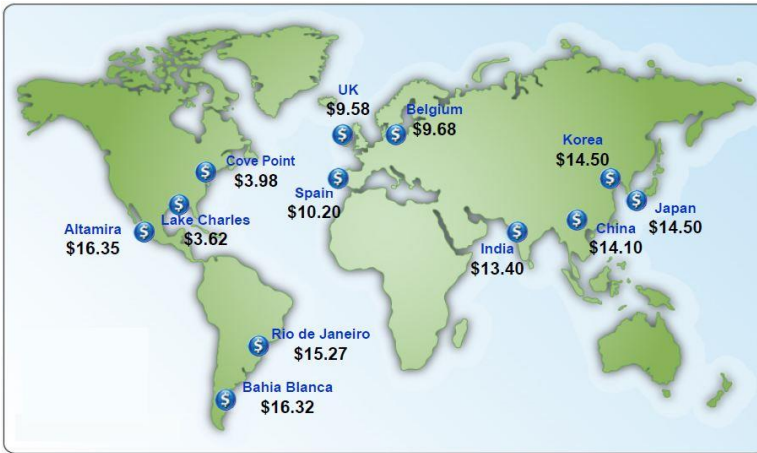 UK
$9.58
Belgium
$9.68
Korea
$14.50
Cove Point
$3.98
Spain
$10.20
Japan
$14.50
Lake Charles
$3.62
Altamira
$16.35
China
$14.10
India
$13.40
Rio de Janeiro
$15.27
Bahia Blanca
$16.32
$
$
$
$
$
$
$
$
$
$
$
$